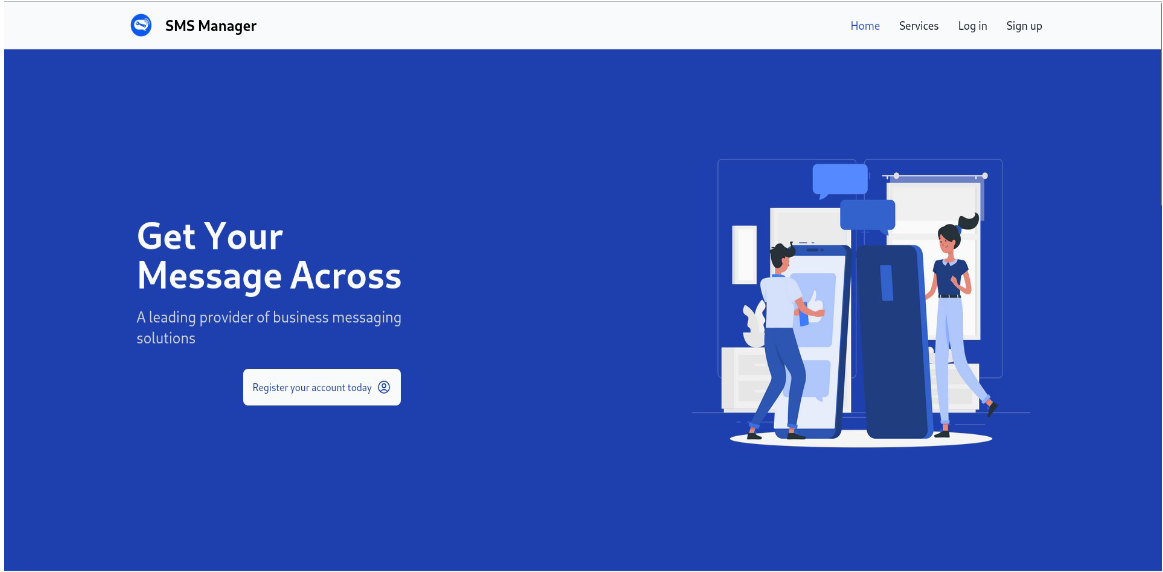 SMS Manager
Home Services Log in Sign up
Get Your
Message Across
A leading provider of business messaging
solutions
Register your account today